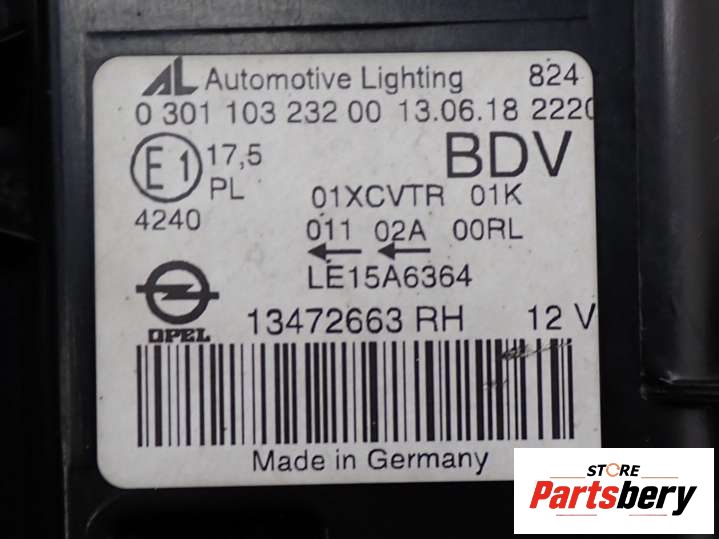 AL Automotive Lighting 824
0 301 103 232 00 13.06.18 2220
E1 17,5 BDV
PL 01XCVTR 01K
4240 011 02A 00RL
LE15A6364
OPEL 13472663 RH 12 V
Made in Germany
STORE
Partsbery